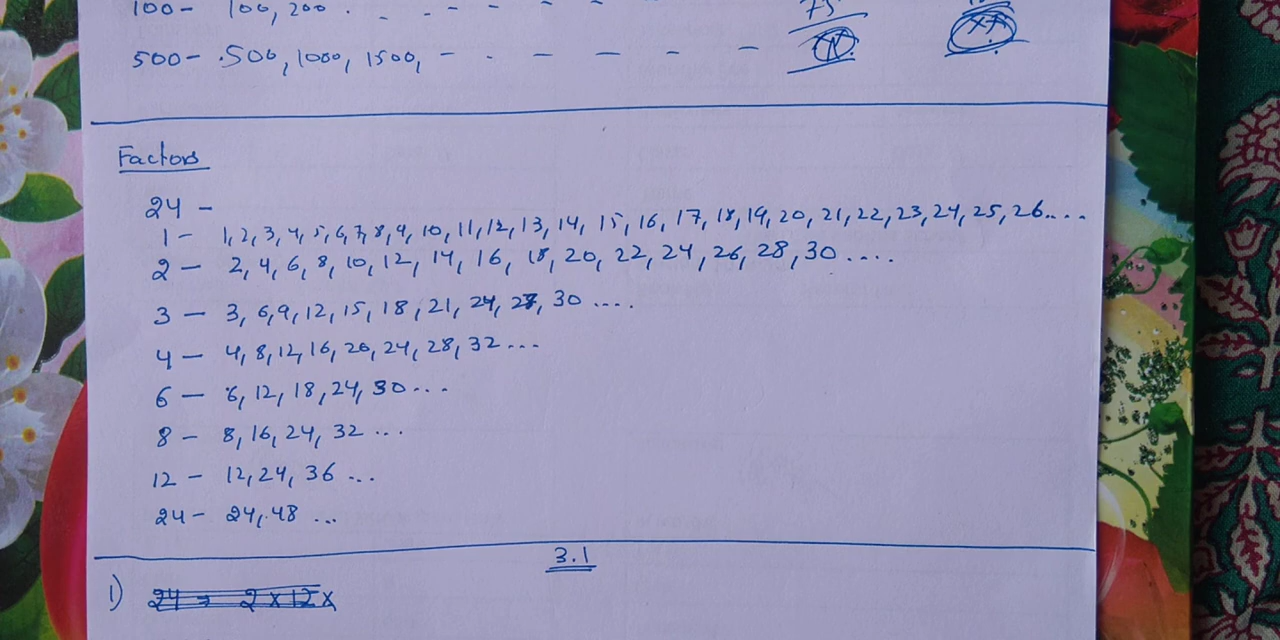 100 - 100, 200 . - . - - - -
75
500 - .500, 1000, 1500, - . - - - - -
Factors
24 -
1 - 1, 2, 3, 4, 5, 6, 7, 8, 9, 10, 11, 12, 13, 14, 15, 16, 17, 18, 19, 20, 21, 22, 23, 24, 25, 26....
2 - 2, 4, 6, 8, 10, 12, 14, 16, 18, 20, 22, 24, 26, 28, 30 ....
3 - 3, 6, 9, 12, 15, 18, 21, 24, 27, 30 ....
4 - 4, 8, 12, 16, 20, 24, 28, 32 ...
6 - 6, 12, 18, 24, 30 ...
8 - 8, 16, 24, 32 ...
12 - 12, 24, 36 ...
24 - 24, 48 ...
3.1
1) 24 = 2 x 12 x